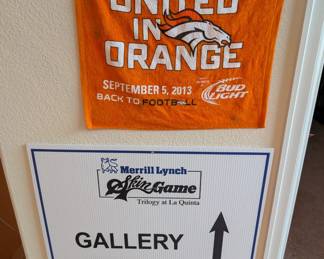 UNITED
IN
ORANGE
SEPTEMBER 5, 2013
BACK TO FOOTBALL
BUD
LIGHT
Merrill Lynch
Skins Game
Trilogy at La Quinta
GALLERY